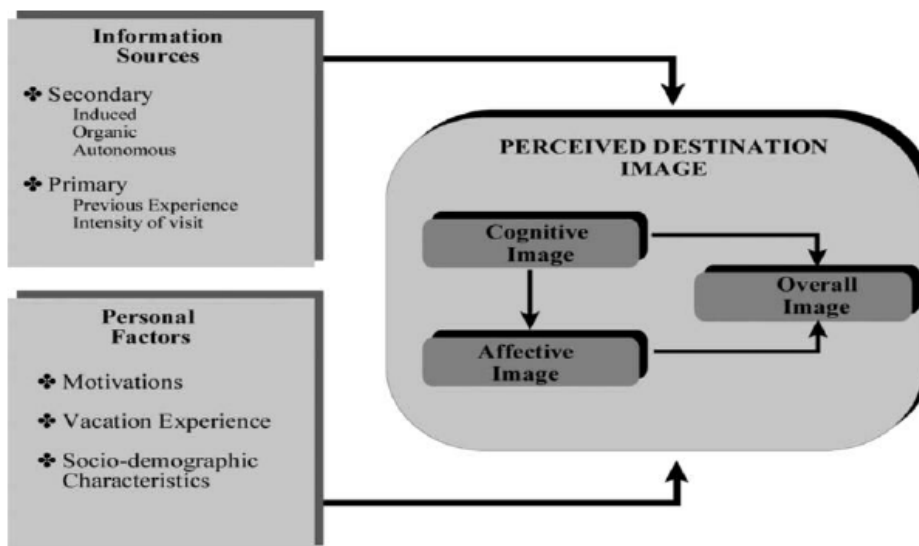 Information
Sources
❖ Secondary
Induced
Organic
Autonomous
❖ Primary
Previous Experience
Intensity of visit
Personal
Factors
❖ Motivations
❖ Vacation Experience
❖ Socio-demographic
Characteristics
PERCEIVED DESTINATION
IMAGE
Cognitive
Image
Affective
Image
Overall
Image